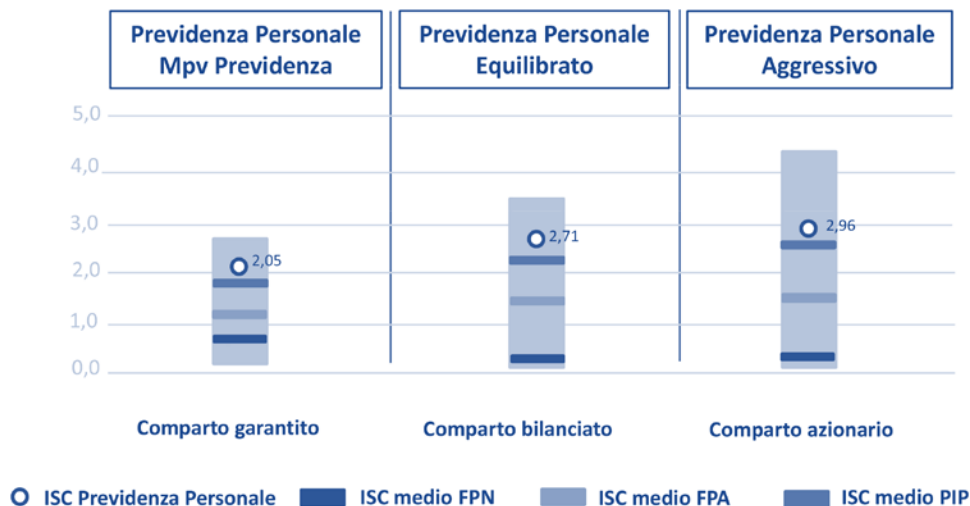 Previdenza Personale
Mpv Previdenza
Previdenza Personale
Equilibrato
Previdenza Personale
Aggressivo
5,0
4,0
3,0
2,0
1,0
0,0
2,05
2,71
2,96
Comparto garantito
Comparto bilanciato
Comparto azionario
ISC Previdenza Personale
ISC medio FPN
ISC medio FPA
ISC medio PIP